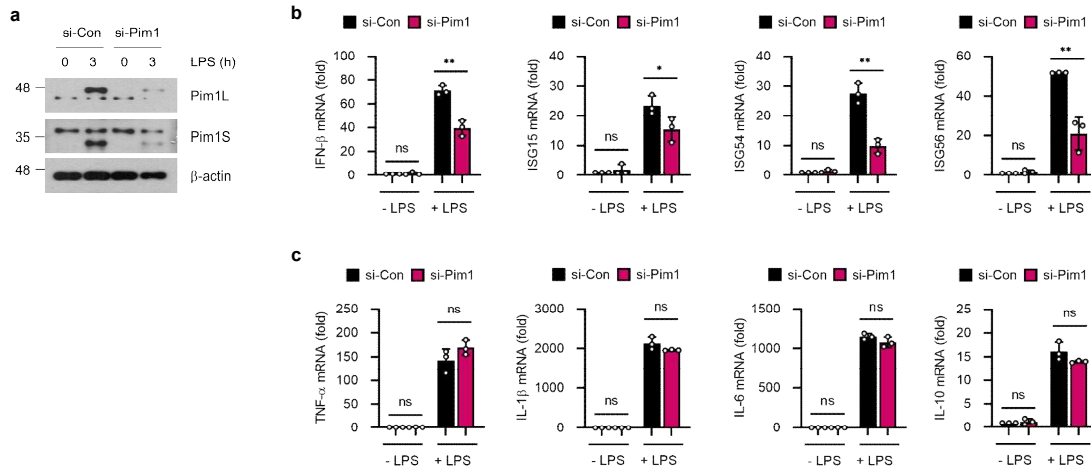 a
si-Con si-Pim1
0 3 0 3 LPS (h)
48
Pim1L
35
Pim1S
48
β-actin
b
si-Con si-Pim1
IFN-β mRNA (fold)
100
80
60
40
20
0
ns
**
- LPS + LPS
si-Con si-Pim1
ISG15 mRNA (fold)
40
30
20
10
0
ns
*
- LPS + LPS
si-Con si-Pim1
ISG54 mRNA (fold)
40
30
20
10
0
ns
**
- LPS + LPS
si-Con si-Pim1
ISG56 mRNA (fold)
60
40
20
0
ns
**
- LPS + LPS
c
si-Con si-Pim1
TNF-α mRNA (fold)
250
200
150
100
50
0
ns
ns
- LPS + LPS
si-Con si-Pim1
IL-1β mRNA (fold)
3000
2000
1000
0
ns
ns
- LPS + LPS
si-Con si-Pim1
IL-6 mRNA (fold)
1500
1000
500
0
ns
ns
- LPS + LPS
si-Con si-Pim1
IL-10 mRNA (fold)
25
20
15
10
5
0
ns
ns
- LPS + LPS